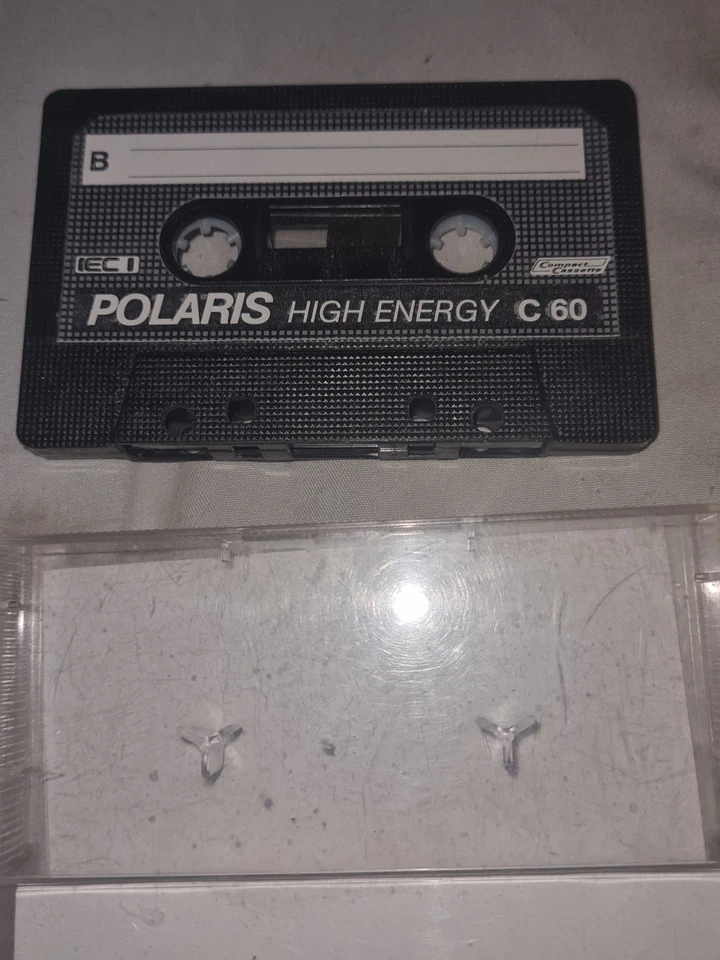 B
IEC I
Compact
Cassette
POLARIS HIGH ENERGY C 60